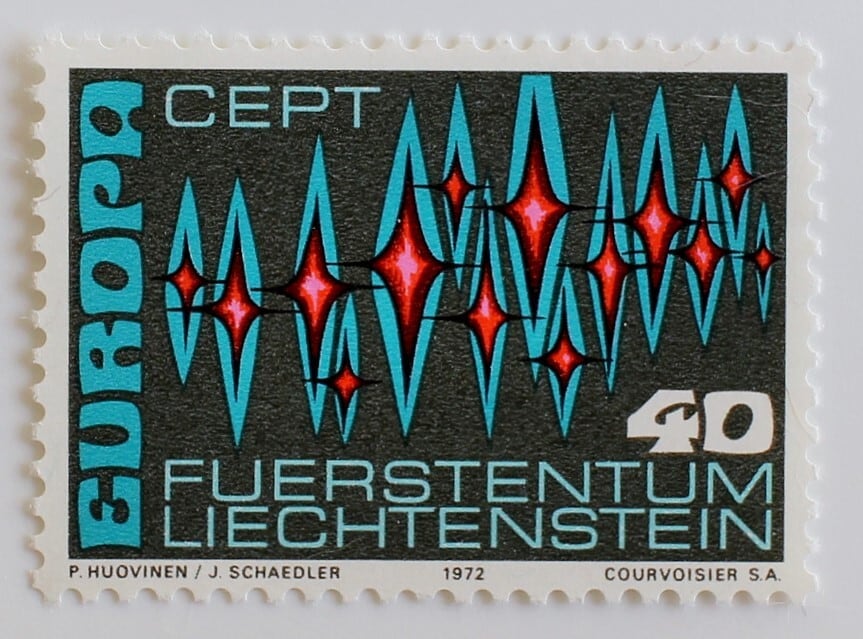 EUROPA
CEPT
40
FUERSTENTUM
LIECHTENSTEIN
P. HUOVINEN / J. SCHAEDLER 1972 COURVOISIER S.A.